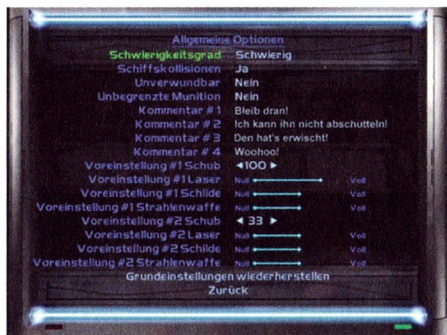 Allgemeine Optionen
Schwierigkeitsgrad Schwierig
Schiffskollisionen Ja
Unverwundbar Nein
Unbegrenzte Munition Nein
Kommentar # 1 Bleib dran!
Kommentar # 2 Ich kann ihn nicht abschutteln!
Kommentar # 3 Den hat's erwischt!
Kommentar # 4 Woohoo!
Voreinstellung #1 Schub 100
Voreinstellung #1 Laser Null Voll
Voreinstellung #1 Schilde Null Voll
Voreinstellung #1 Strahlenwaffe Null Voll
Voreinstellung #2 Schub 33
Voreinstellung #2 Laser Null Voll
Voreinstellung #2 Schilde Null Voll
Voreinstellung #2 Strahlenwaffe Null Voll
Grundeinstellungen wiederherstellen
Zurück